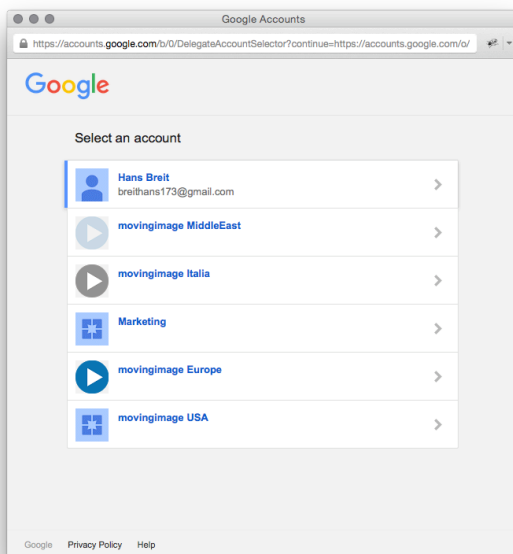 Google Accounts
https://accounts.google.com/b/0/DelegateAccountSelector?continue=https://accounts.google.com/o/
Google
Select an account
Hans Breit
breithans173@gmail.com
movingimage MiddleEast
movingimage Italia
Marketing
movingimage Europe
movingimage USA
Google Privacy Policy Help